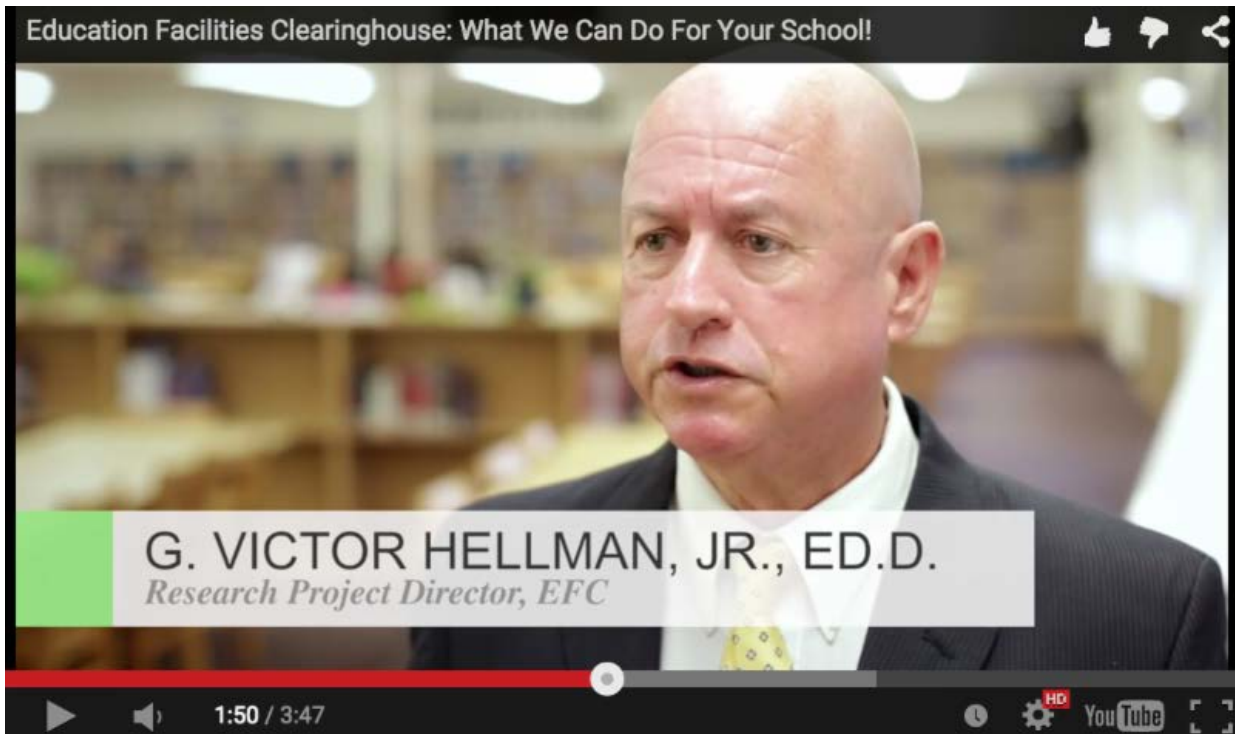 Education Facilities Clearinghouse: What We Can Do For Your School!
G. VICTOR HELLMAN, JR., ED.D.
Research Project Director, EFC
1:50 / 3:47
HD
YouTube